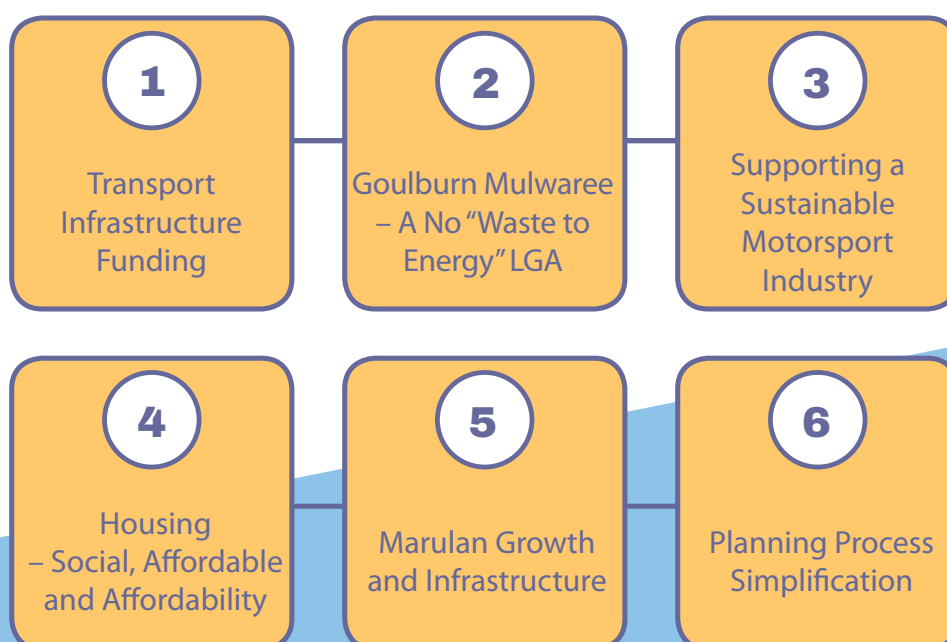 1
Transport
Infrastructure
Funding
2
Goulburn Mulwaree
– A No “Waste to
Energy” LGA
3
Supporting a
Sustainable
Motorsport
Industry
4
Housing
– Social, Affordable
and Affordability
5
Marulan Growth
and Infrastructure
6
Planning Process
Simplification